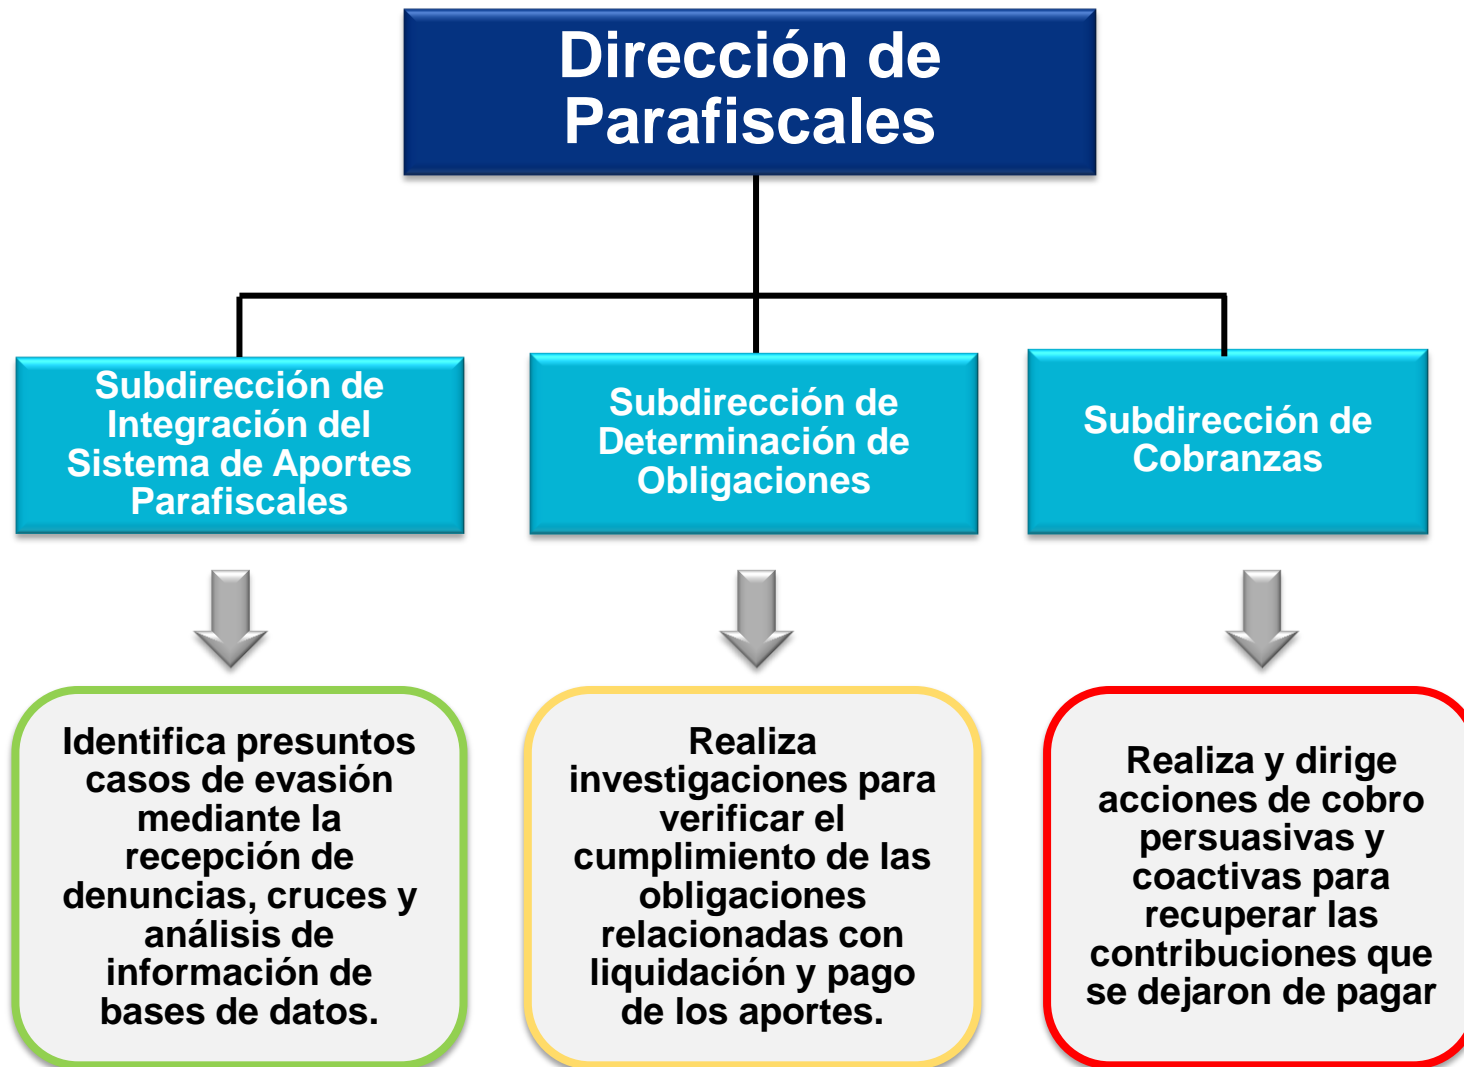 Dirección de
Parafiscales
Subdirección de
Integración del
Sistema de Aportes
Parafiscales
Subdirección de
Determinación de
Obligaciones
Subdirección de
Cobranzas
Identifica presuntos
casos de evasión
mediante la
recepción de
denuncias, cruces y
análisis de
información de
bases de datos.
Realiza
investigaciones para
verificar el
cumplimiento de las
obligaciones
relacionadas con
liquidación y pago
de los aportes.
Realiza y dirige
acciones de cobro
persuasivas y
coactivas para
recuperar las
contribuciones que
se dejaron de pagar